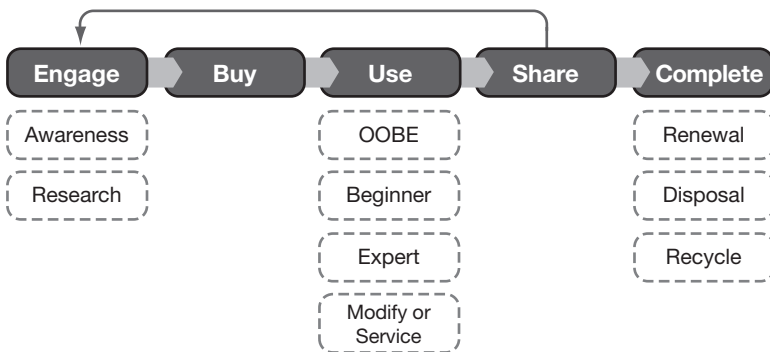 Engage
Buy
Use
Share
Complete
Awareness
Research
OOBE
Beginner
Expert
Modify or
Service
Renewal
Disposal
Recycle